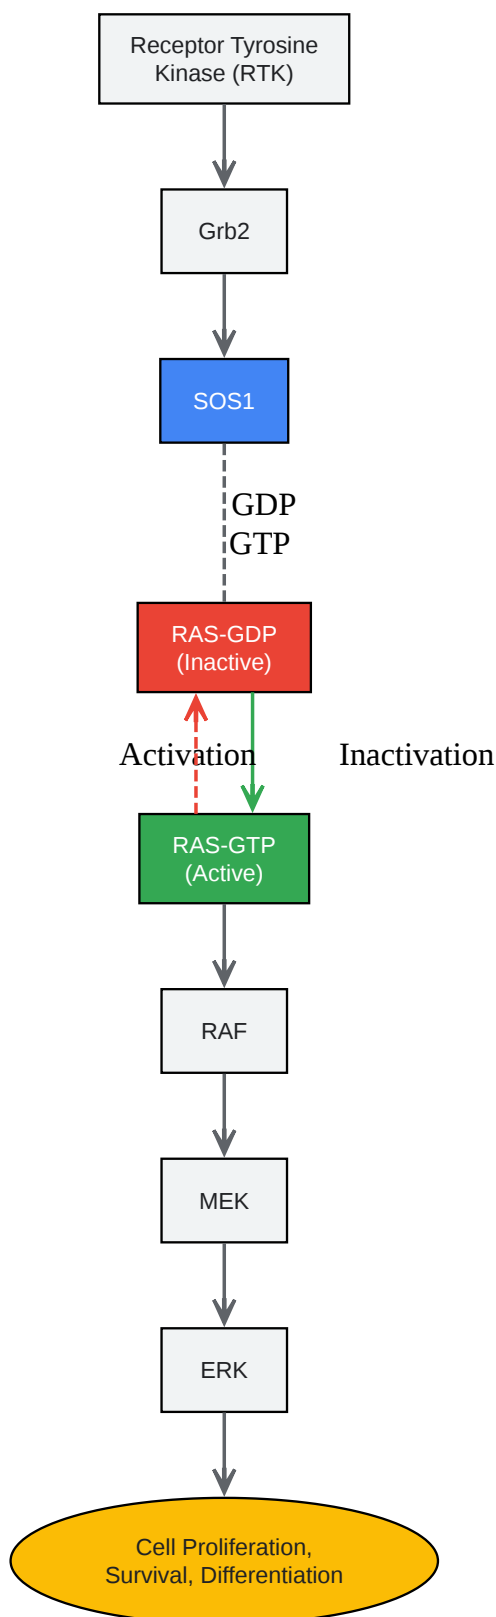 Receptor Tyrosine
Kinase (RTK)
Grb2
SOS1
GDP
GTP
RAS-GDP
(Inactive)
Activation
Inactivation
RAS-GTP
(Active)
RAF
MEK
ERK
Cell Proliferation,
Survival, Differentiation